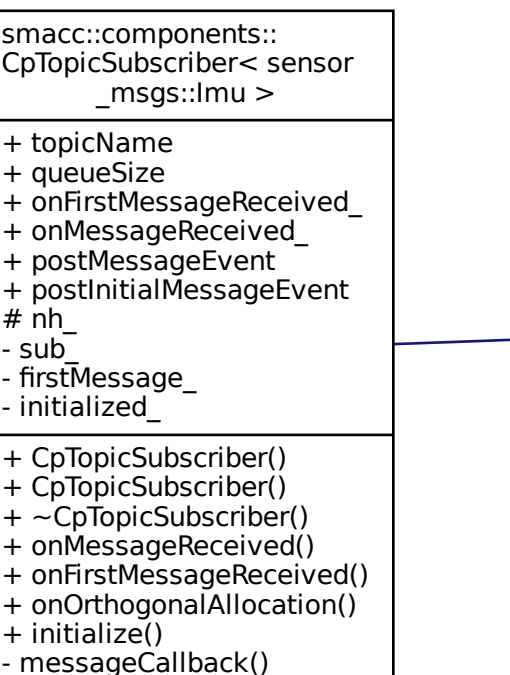 smacc::components::
CpTopicSubscriber< sensor
_msgs::Imu >
+ topicName
+ queueSize
+ onFirstMessageReceived_
+ onMessageReceived_
+ postMessageEvent
+ postInitialMessageEvent
# nh_
- sub_
- firstMessage_
- initialized_
+ CpTopicSubscriber()
+ CpTopicSubscriber()
+ ~CpTopicSubscriber()
+ onMessageReceived()
+ onFirstMessageReceived()
+ onOrthogonalAllocation()
+ initialize()
- messageCallback()